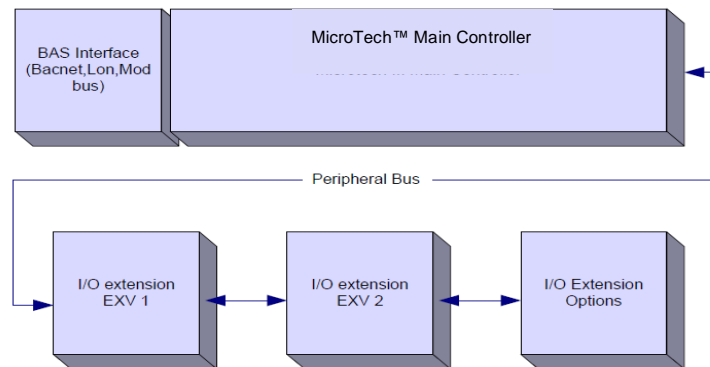 BAS Interface
(Bacnet,Lon,Mod
bus)
MicroTech™ Main Controller
Peripheral Bus
I/O extension
EXV 1
I/O extension
EXV 2
I/O Extension
Options